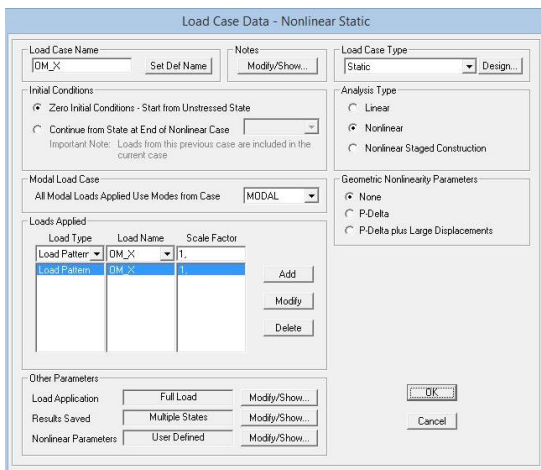 Load Case Data - Nonlinear Static
Load Case Name
OM_X
Set Def Name
Notes
Modify/Show...
Load Case Type
Static
Design...
Initial Conditions
Zero Initial Conditions - Start from Unstressed State
Continue from State at End of Nonlinear Case
Important Note: Loads from this previous case are included in the
current case
Analysis Type
Linear
Nonlinear
Nonlinear Staged Construction
Modal Load Case
All Modal Loads Applied Use Modes from Case
MODAL
Geometric Nonlinearity Parameters
None
P-Delta
P-Delta plus Large Displacements
Loads Applied
Load Type Load Name Scale Factor
Load Pattern OM_X 1,
Load Pattern OM_X 1,
Add
Modify
Delete
Other Parameters
Load Application Full Load Modify/Show...
Results Saved Multiple States Modify/Show...
Nonlinear Parameters User Defined Modify/Show...
OK
Cancel